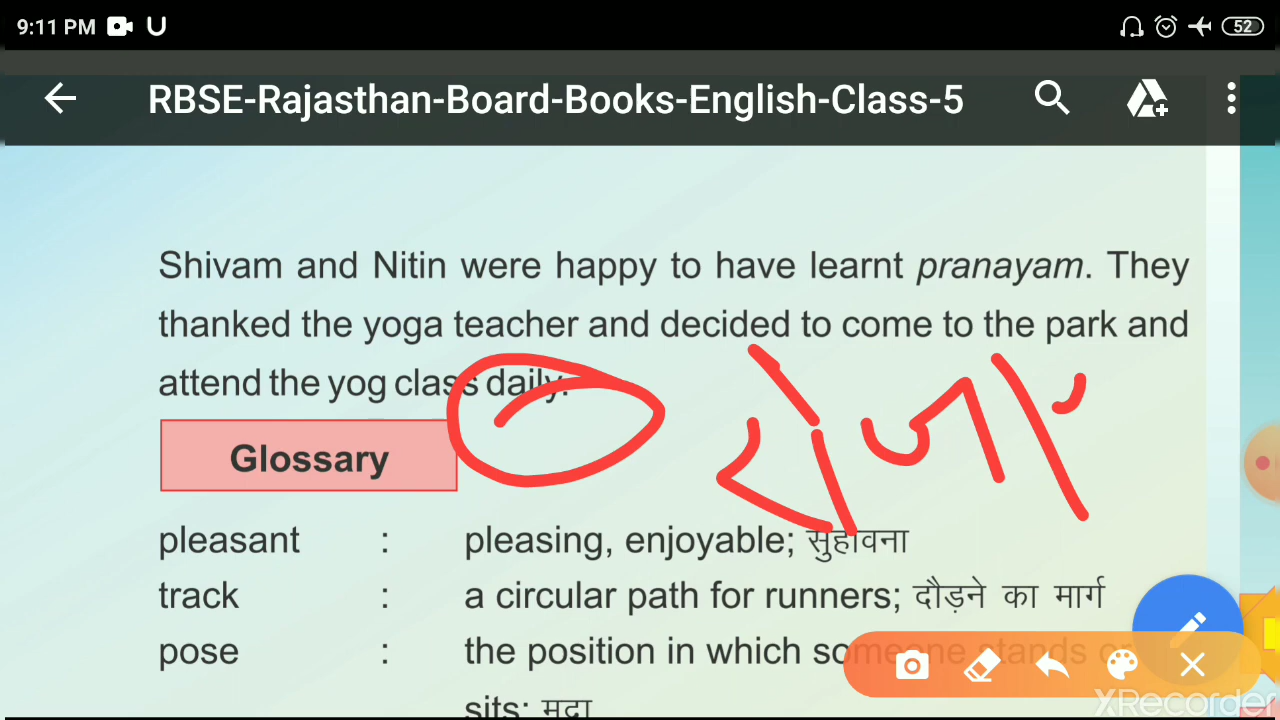 9:11 PM U 52
RBSE-Rajasthan-Board-Books-English-Class-5
Shivam and Nitin were happy to have learnt pranayam. They
thanked the yoga teacher and decided to come to the park and
attend the yog class daily.
Glossary
pleasant : pleasing, enjoyable; सुहावना
track : a circular path for runners; दौड़ने का मार्ग
pose : the position in which someone stands or
sits; मुद्रा
XRecorder